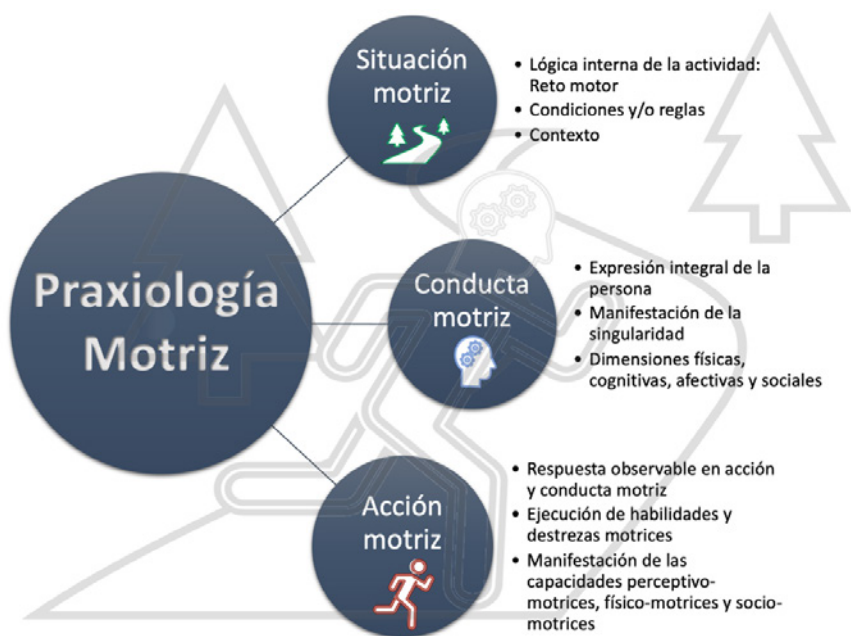 Situación
motriz
• Lógica interna de la actividad:
Reto motor
• Condiciones y/o reglas
• Contexto
Praxiología
Motriz
Conducta
motriz
• Expresión integral de la
persona
• Manifestación de la
singularidad
• Dimensiones físicas,
cognitivas, afectivas y sociales
Acción
motriz
• Respuesta observable en acción
y conducta motriz
• Ejecución de habilidades y
destrezas motrices
• Manifestación de las
capacidades perceptivo-
motrices, físico-motrices y socio-
motrices